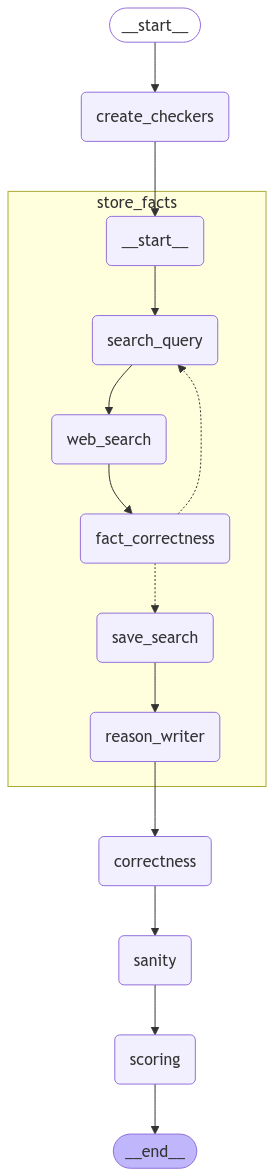 __start__
create_checkers
store_facts
__start__
search_query
web_search
fact_correctness
save_search
reason_writer
correctness
sanity
scoring
__end__